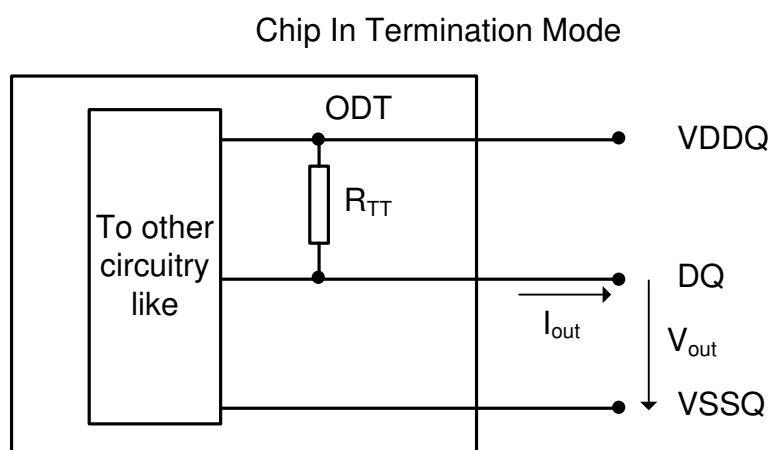 Chip In Termination Mode
ODT
VDDQ
R_TT
To other
circuitry
like
DQ
I_out
V_out
VSSQ